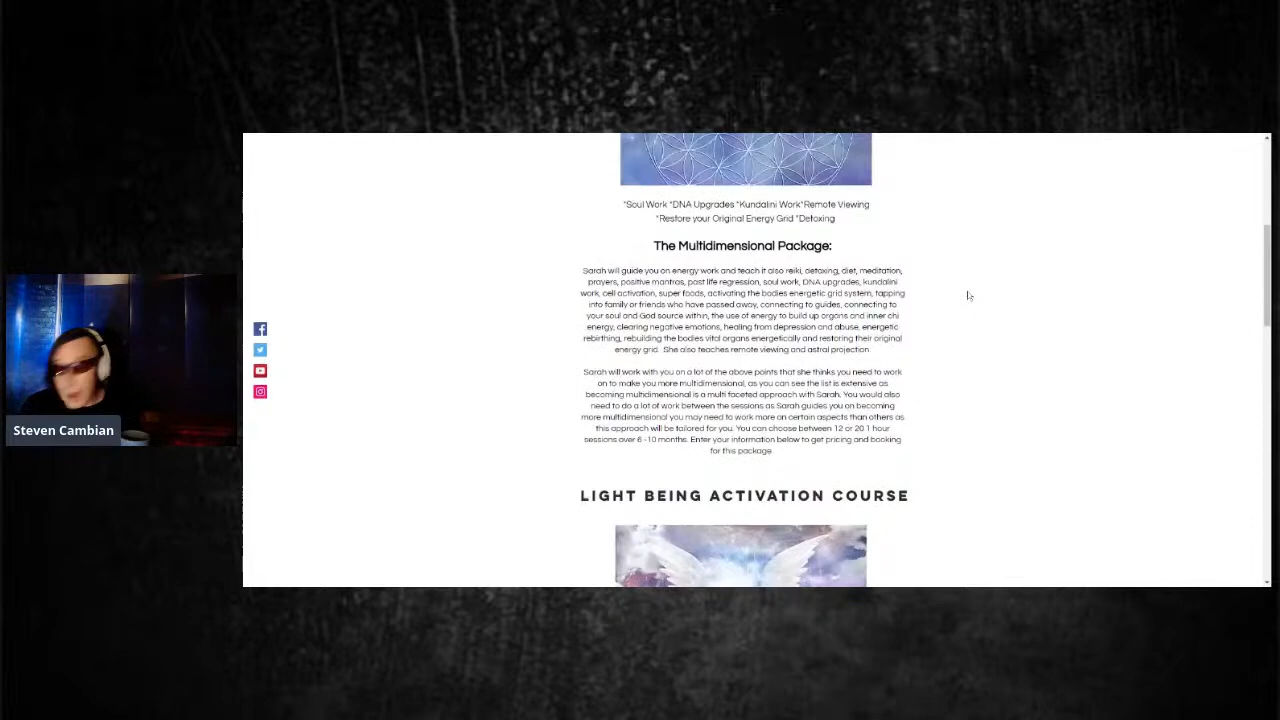 *Soul Work *DNA Upgrades *Kundalini Work*Remote Viewing
*Restore your Original Energy Grid *Detoxing
The Multidimensional Package:
Sarah will guide you on energy work and teach it also reiki, detoxing, diet, meditation,
prayers, positive mantras, past life regression, soul work, DNA upgrades, kundalini
work, cell activation, super foods, activating the bodies energetic grid system, tapping
into family or friends who have passed away, connecting to guides, connecting to
your soul and God source within, the use of energy to build up organs and inner chi
energy, clearing negative emotions, healing from depression and abuse, energetic
rebirthing, rebuilding the bodies vital organs energetically and restoring their original
energy grid.  She also teaches remote viewing and astral projection
Sarah will work with you on a lot of the above points that she thinks you need to work
on to make you more multidimensional, as you can see the list is extensive as
becoming multidimensional is a multi faceted approach with Sarah. You would also
need to do a lot of work between the sessions as Sarah guides you on becoming
more multidimensional you may need to work more on certain aspects than others as
this approach will be tailored for you. You can choose between 12 or 20 1 hour
sessions over 6 -10 months. Enter your information below to get pricing and booking
for this package
LIGHT BEING ACTIVATION COURSE
Steven Cambian